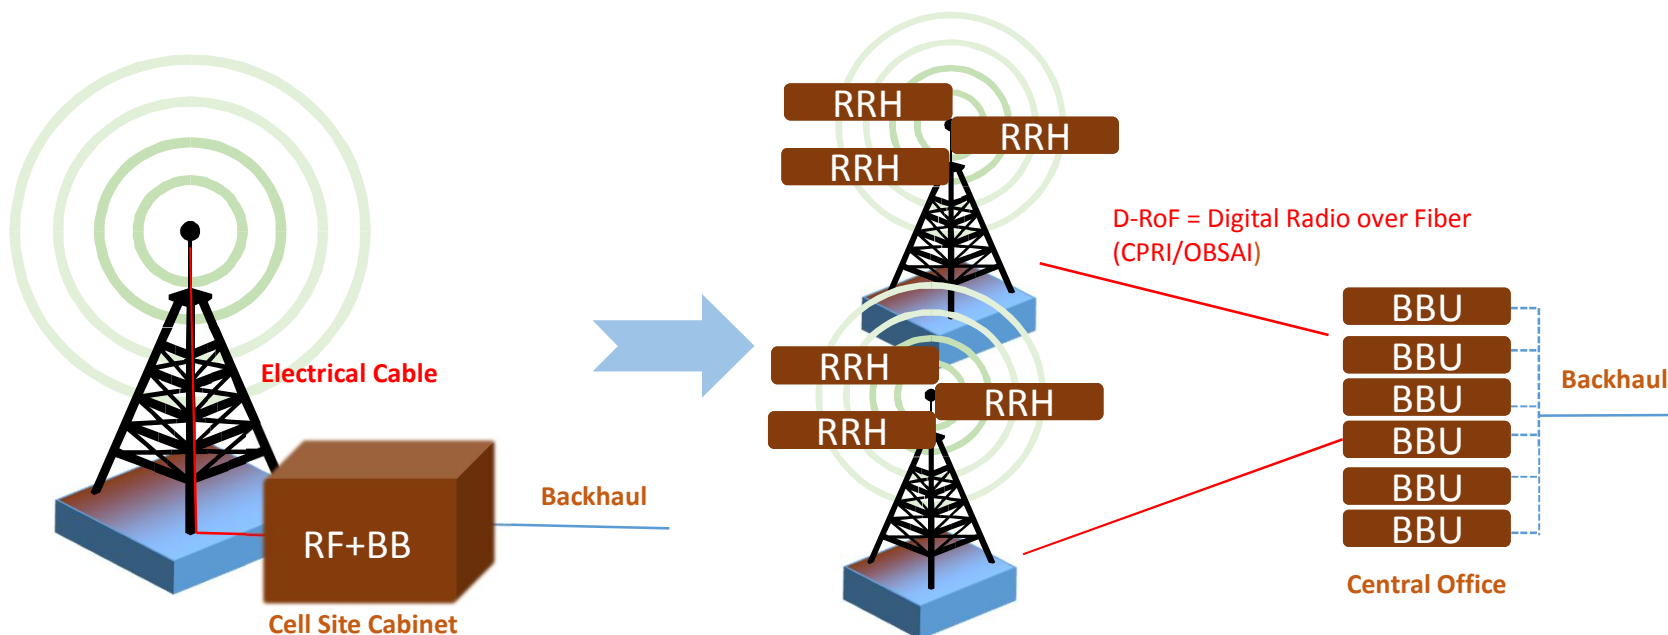 Electrical Cable
RF+BB
Backhaul
Cell Site Cabinet
RRH
RRH
RRH
RRH
RRH
RRH
D-RoF = Digital Radio over Fiber
(CPRI/OBSAI)
BBU
BBU
BBU
BBU
BBU
BBU
Backhaul
Central Office